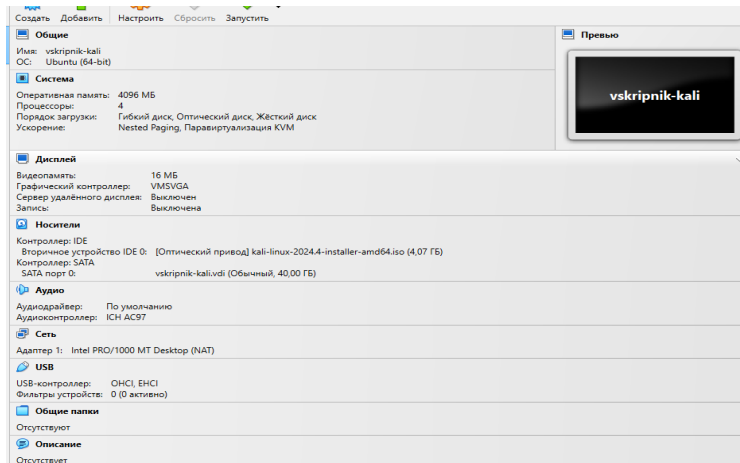 Создать Добавить Настроить Сбросить Запустить
Общие
Имя: vskripnik-kali
ОС: Ubuntu (64-bit)
Система
Оперативная память: 4096 МБ
Процессоры: 4
Порядок загрузки: Гибкий диск, Оптический диск, Жёсткий диск
Ускорение: Nested Paging, Паравиртуализация KVM
Превью
vskripnik-kali
Дисплей
Видеопамять: 16 МБ
Графический контроллер: VMSVGA
Сервер удалённого дисплея: Выключен
Запись: Выключена
Носители
Контроллер: IDE
Вторичное устройство IDE 0: [Оптический привод] kali-linux-2024.4-installer-amd64.iso (4,07 ГБ)
Контроллер: SATA
SATA порт 0: vskripnik-kali.vdi (Обычный, 40,00 ГБ)
Аудио
Аудиодрайвер: По умолчанию
Аудиоконтроллер: ICH AC97
Сеть
Адаптер 1: Intel PRO/1000 MT Desktop (NAT)
USB
USB-контроллер: OHCI, EHCI
Фильтры устройств: 0 (0 активно)
Общие папки
Отсутствуют
Описание
Отсутствует